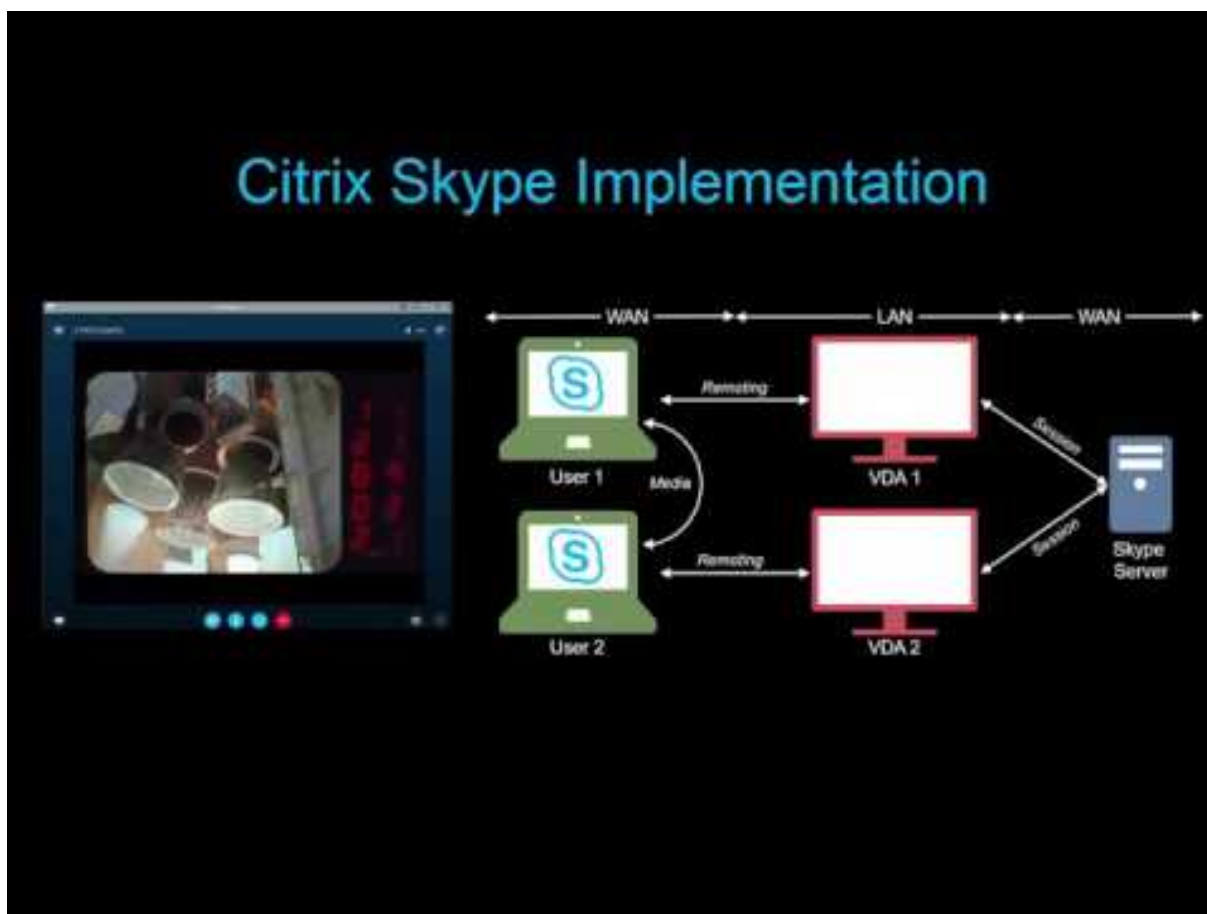 Citrix Skype Implementation
WAN LAN WAN
S
Remoting
Session
User 1
Media
VDA 1
S
Remoting
Session
Skype
Server
User 2
VDA 2